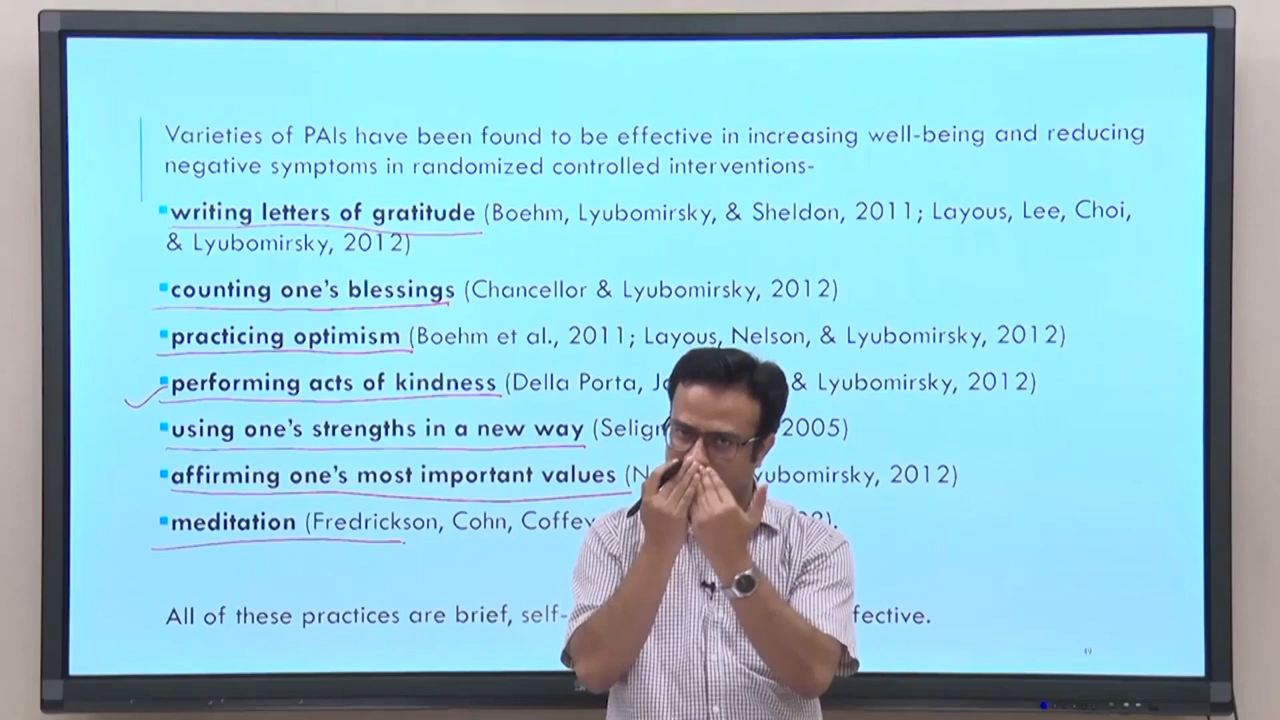 Varieties of PAIs have been found to be effective in increasing well-being and reducing
negative symptoms in randomized controlled interventions-
▪writing letters of gratitude (Boehm, Lyubomirsky, & Sheldon, 2011; Layous, Lee, Choi,
& Lyubomirsky, 2012)
▪counting one's blessings (Chancellor & Lyubomirsky, 2012)
▪practicing optimism (Boehm et al., 2011; Layous, Nelson, & Lyubomirsky, 2012)
▪performing acts of kindness (Della Porta, & Lyubomirsky, 2012)
▪using one's strengths in a new way 2005)
▪affirming one's most important values 2012)
▪meditation (Fredrickson, Cohn,
All of these practices are brief,
49